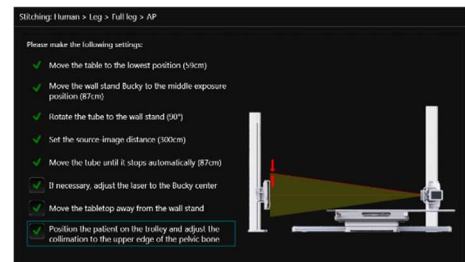 Stitching: Human > Leg > Full leg > AP
Please make the following settings:
Move the table to the lowest position (59cm)
Move the wall stand Bucky to the middle exposure
position (87cm)
Rotate the tube to the wall stand (90°)
Set the source-image distance (300cm)
Move the tube until it stops automatically (87cm)
If necessary, adjust the laser to the Bucky center
Move the tabletop away from the wall stand
Position the patient on the trolley and adjust the
collimation to the upper edge of the pelvic bone